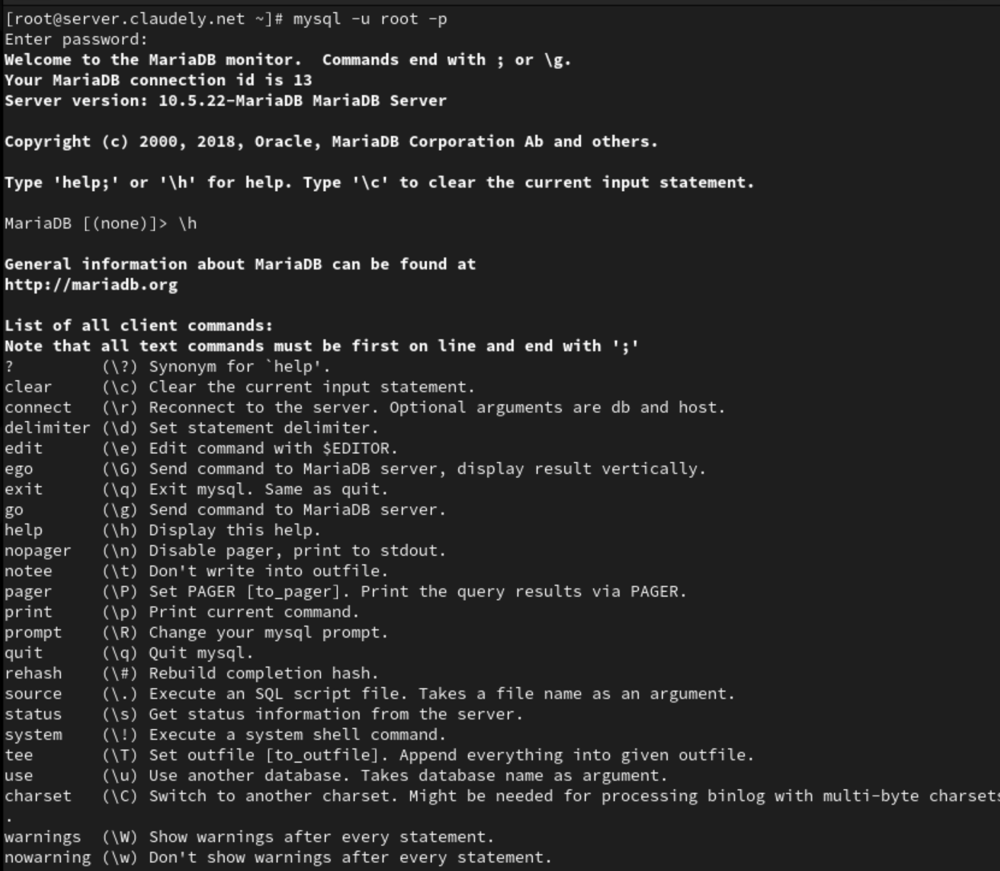 [root@server.claudely.net ~]# mysql -u root -p
Enter password:
Welcome to the MariaDB monitor.  Commands end with ; or \g.
Your MariaDB connection id is 13
Server version: 10.5.22-MariaDB MariaDB Server
Copyright (c) 2000, 2018, Oracle, MariaDB Corporation Ab and others.
Type 'help;' or '\h' for help. Type '\c' to clear the current input statement.
MariaDB [(none)]> \h
General information about MariaDB can be found at
http://mariadb.org
List of all client commands:
Note that all text commands must be first on line and end with ';'
?         (\?) Synonym for `help'.
clear     (\c) Clear the current input statement.
connect   (\r) Reconnect to the server. Optional arguments are db and host.
delimiter (\d) Set statement delimiter.
edit      (\e) Edit command with $EDITOR.
ego       (\G) Send command to MariaDB server, display result vertically.
exit      (\q) Exit mysql. Same as quit.
go        (\g) Send command to MariaDB server.
help      (\h) Display this help.
nopager   (\n) Disable pager, print to stdout.
notee     (\t) Don't write into outfile.
pager     (\P) Set PAGER [to_pager]. Print the query results via PAGER.
print     (\p) Print current command.
prompt    (\R) Change your mysql prompt.
quit      (\q) Quit mysql.
rehash    (\#) Rebuild completion hash.
source    (\.) Execute an SQL script file. Takes a file name as an argument.
status    (\s) Get status information from the server.
system    (\!) Execute a system shell command.
tee       (\T) Set outfile [to_outfile]. Append everything into given outfile.
use       (\u) Use another database. Takes database name as argument.
charset   (\C) Switch to another charset. Might be needed for processing binlog with multi-byte charsets
.
warnings  (\W) Show warnings after every statement.
nowarning (\w) Don't show warnings after every statement.